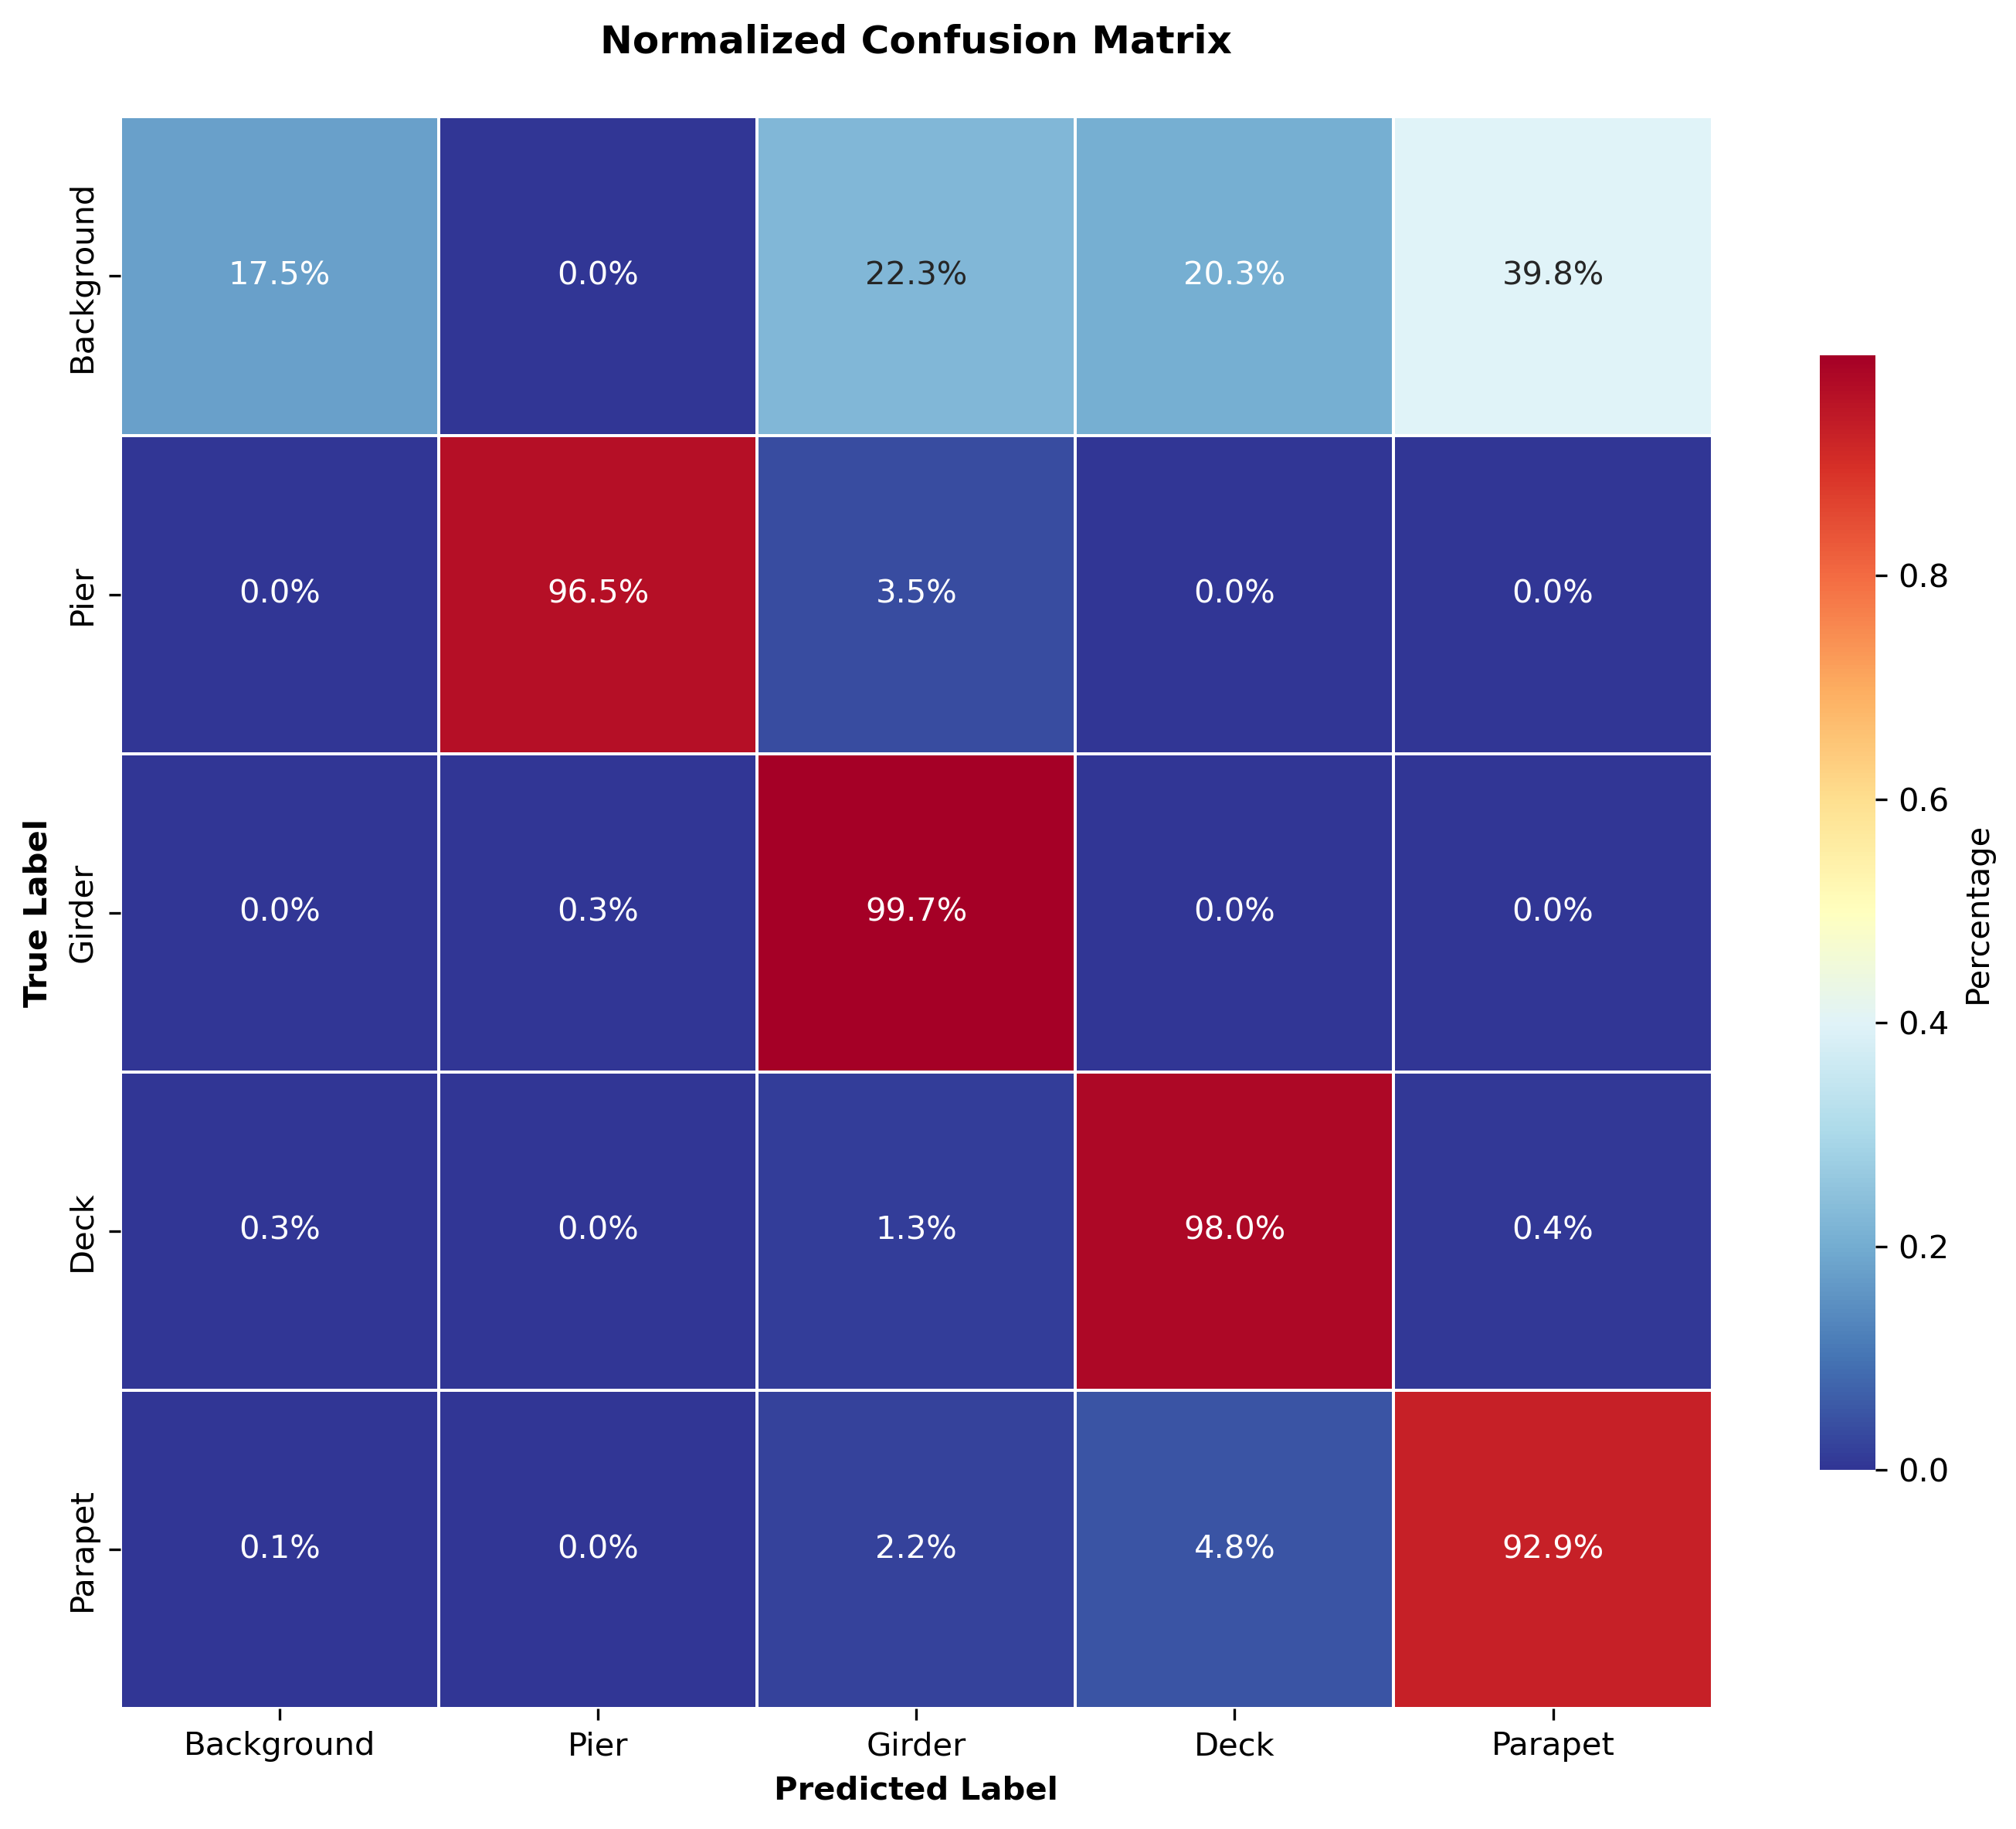 Normalized Confusion Matrix
True Label
Background 17.5% 0.0% 22.3% 20.3% 39.8%
Pier 0.0% 96.5% 3.5% 0.0% 0.0%
Girder 0.0% 0.3% 99.7% 0.0% 0.0%
Deck 0.3% 0.0% 1.3% 98.0% 0.4%
Parapet 0.1% 0.0% 2.2% 4.8% 92.9%
Background Pier Girder Deck Parapet
Predicted Label
0.8
0.6
0.4
0.2
0.0
Percentage